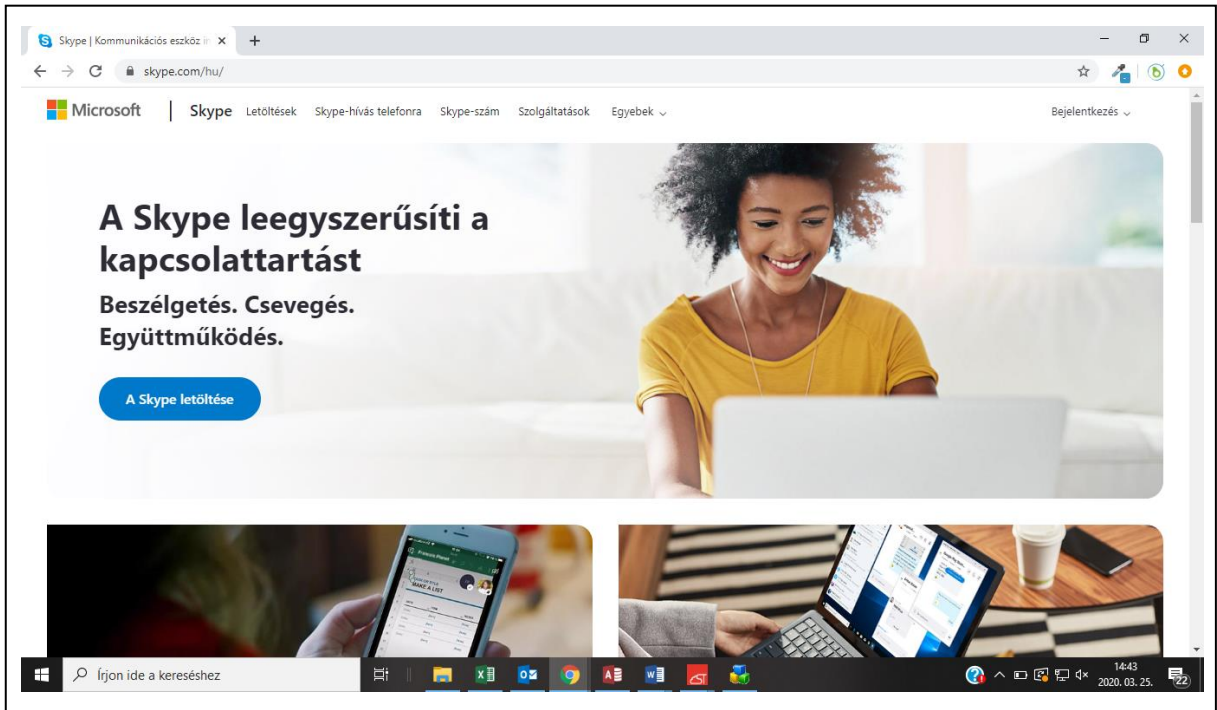 Skype | Kommunikációs eszköz in
skype.com/hu/
Microsoft | Skype Letöltések Skype-hívás telefonra Skype-szám Szolgáltatások Egyebek Bejelentkezés
A Skype leegyszerűsíti a
kapcsolattartást
Beszélgetés. Csevegés.
Együttműködés.
A Skype letöltése
MAKE A LIST
Írjon ide a kereséshez
14:43
2020. 03. 25.
22